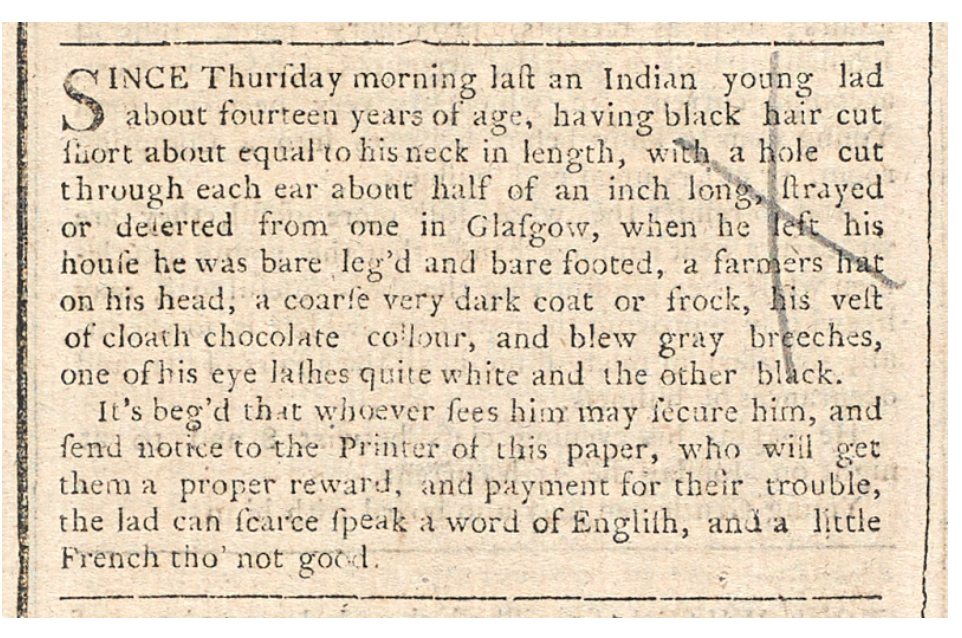 SINCE Thurſday morning laſt an Indian young lad
about fourteen years of age, having black hair cut
ſhort about equal to his neck in length, with a hole cut
through each ear about half of an inch long, ſtrayed
or deſerted from one in Glaſgow, when he left his
houſe he was bare leg'd and bare footed, a farmers hat
on his head, a coarſe very dark coat or frock, his veſt
of cloath chocolate collour, and blew gray breeches,
one of his eye laſhes quite white and the other black.
It's beg'd that whoever ſees him may ſecure him, and
ſend notice to the Printer of this paper, who will get
them a proper reward, and payment for their trouble,
the lad can ſcarce ſpeak a word of Engliſh, and a little
French tho' not good.